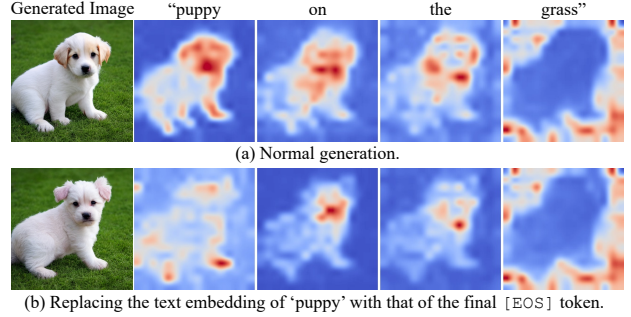 Generated Image “puppy on the grass”
(a) Normal generation.
(b) Replacing the text embedding of ‘puppy’ with that of the final [EOS] token.